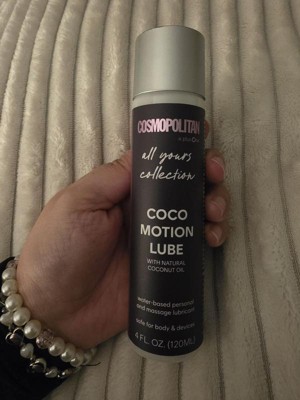 COSMOPOLITAN
all yours
collection
COCO
MOTION
LUBE
WITH NATURAL
COCONUT OIL
water-based personal
and massage lubricant
safe for body & devices
4 FL. OZ. (120ML)